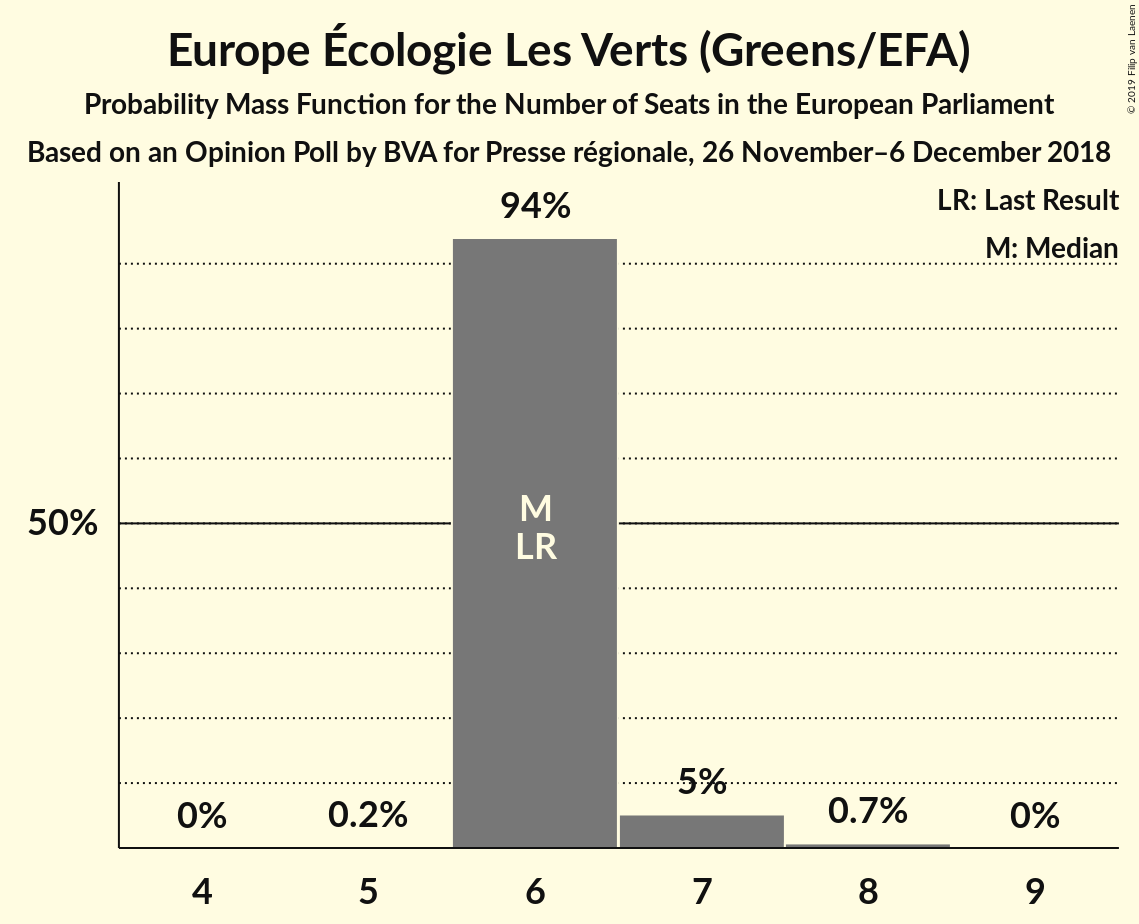 Europe Écologie Les Verts (Greens/EFA)
Probability Mass Function for the Number of Seats in the European Parliament
Based on an Opinion Poll by BVA for Presse régionale, 26 November–6 December 2018
© 2019 Filip van Laenen
LR: Last Result
M: Median
94%
50%
M
LR
0%
0.2%
5%
0.7%
0%
4
5
6
7
8
9